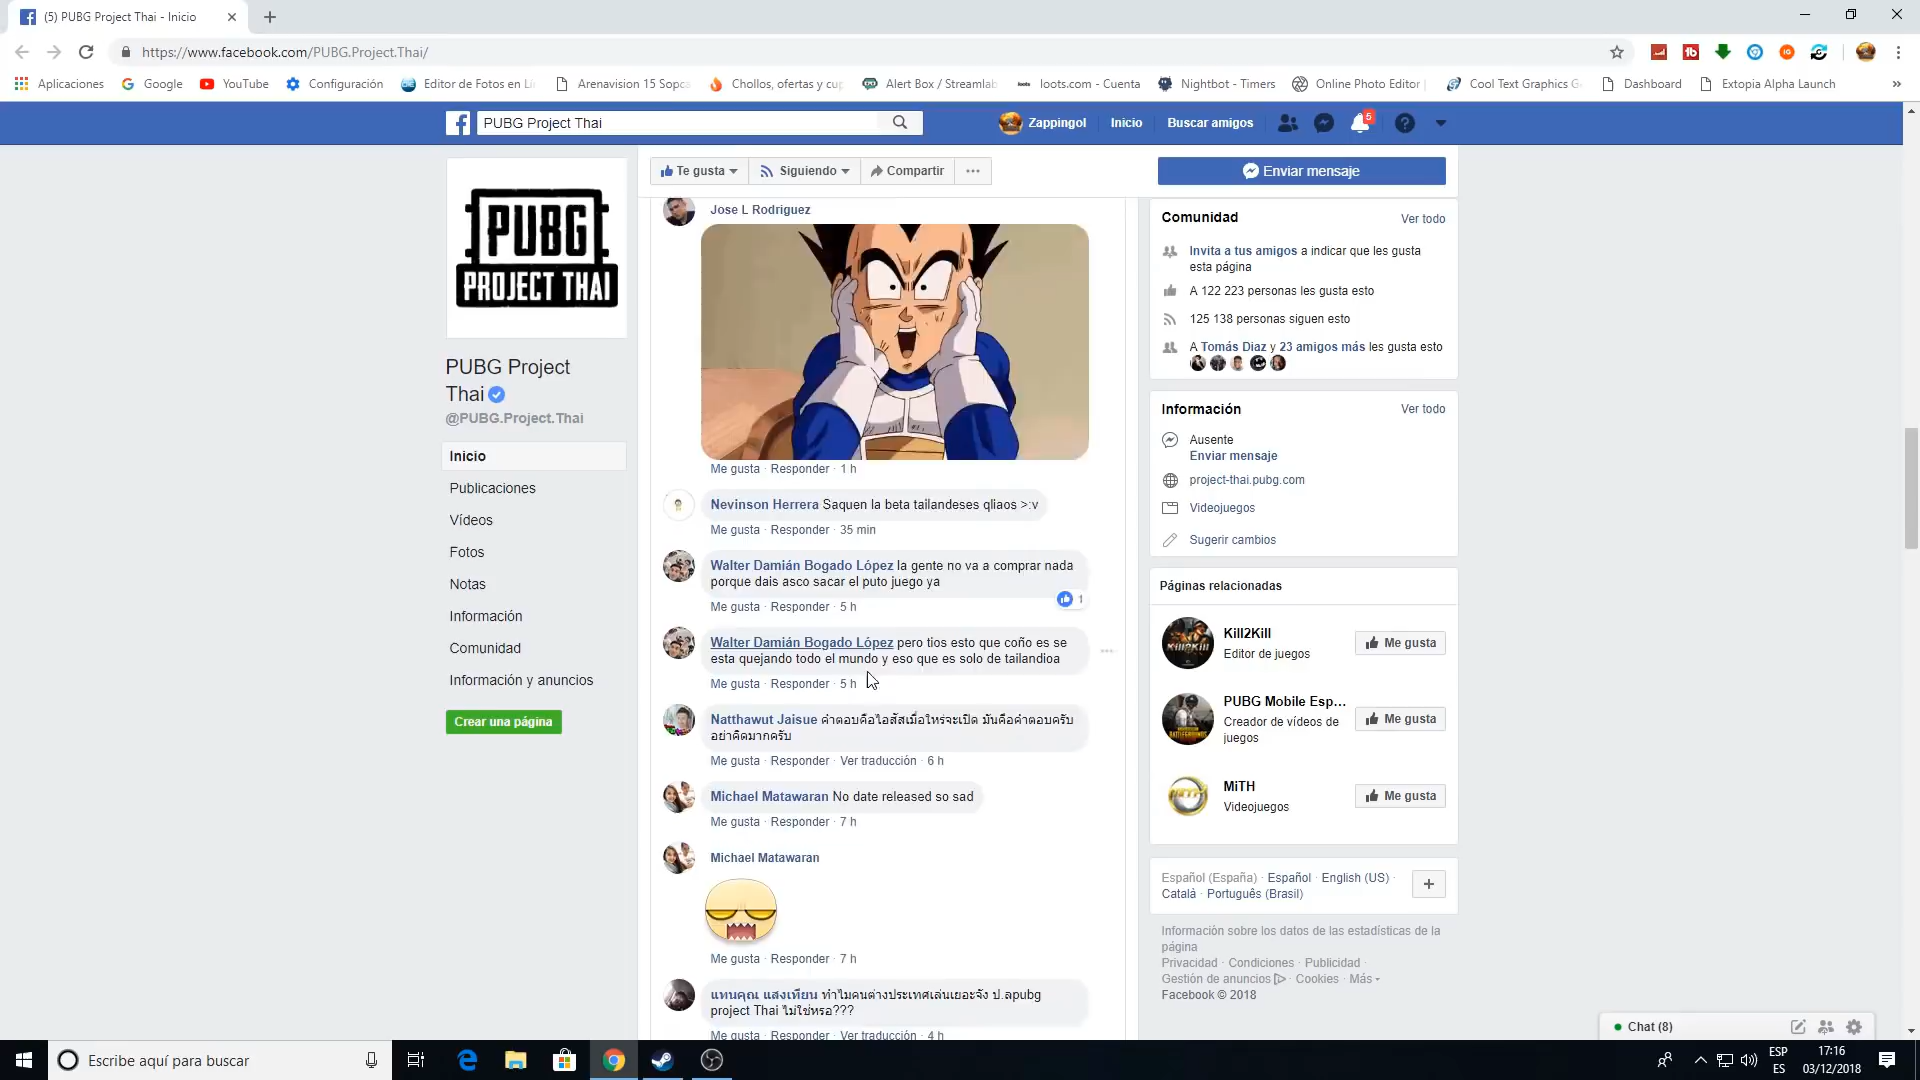 (5) PUBG Project Thai - Inicio
https://www.facebook.com/PUBG.Project.Thai/
Aplicaciones
Google
YouTube
Configuración
Editor de Fotos en Lí
Arenavision 15 Sopca
Chollos, ofertas y cup
Alert Box / Streamlab
loots.com - Cuenta
Nightbot - Timers
Online Photo Editor
Cool Text Graphics Ge
Dashboard
Extopia Alpha Launch
PUBG Project Thai
Zappingol
Inicio
Buscar amigos
5
Te gusta
Siguiendo
Compartir
Enviar mensaje
PUBG
PROJECT THAI
PUBG Project
Thai
@PUBG.Project.Thai
Inicio
Publicaciones
Vídeos
Fotos
Notas
Información
Comunidad
Información y anuncios
Crear una página
Jose L Rodriguez
Me gusta · Responder · 1 h
Nevinson Herrera Saquen la beta tailandeses qliaos >:v
Me gusta · Responder · 35 min
Walter Damián Bogado López la gente no va a comprar nada
porque dais asco sacar el puto juego ya
1
Me gusta · Responder · 5 h
Walter Damián Bogado López pero tios esto que coño es se
esta quejando todo el mundo y eso que es solo de tailandioa
Me gusta · Responder · 5 h
Natthawut Jaisue คำตอบคือไอสัสเมื่อไหร่จะเปิด มันคือคำตอบครับ
อย่าคิดมากครับ
Me gusta · Responder · Ver traducción · 6 h
Michael Matawaran No date released so sad
Me gusta · Responder · 7 h
Michael Matawaran
Me gusta · Responder · 7 h
แทนคุณ แสงเทียน ทำไมคนต่างประเทศเล่นเยอะจัง ป.ลpubg
project Thai ไม่ใช่หรอ???
Me gusta · Responder · Ver traducción · 4 h
Comunidad
Ver todo
Invita a tus amigos a indicar que les gusta
esta página
A 122 223 personas les gusta esto
125 138 personas siguen esto
A Tomás Diaz y 23 amigos más les gusta esto
Información
Ver todo
Ausente
Enviar mensaje
project-thai.pubg.com
Videojuegos
Sugerir cambios
Páginas relacionadas
Kill2Kill
Editor de juegos
Me gusta
PUBG Mobile Esp...
Creador de vídeos de
juegos
Me gusta
MiTH
Videojuegos
Me gusta
Español (España) · Español · English (US) ·
Català · Português (Brasil)
Información sobre los datos de las estadísticas de la
página
Privacidad · Condiciones · Publicidad ·
Gestión de anuncios · Cookies · Más
Facebook © 2018
Chat (8)
Escribe aquí para buscar
ESP
ES
17:16
03/12/2018